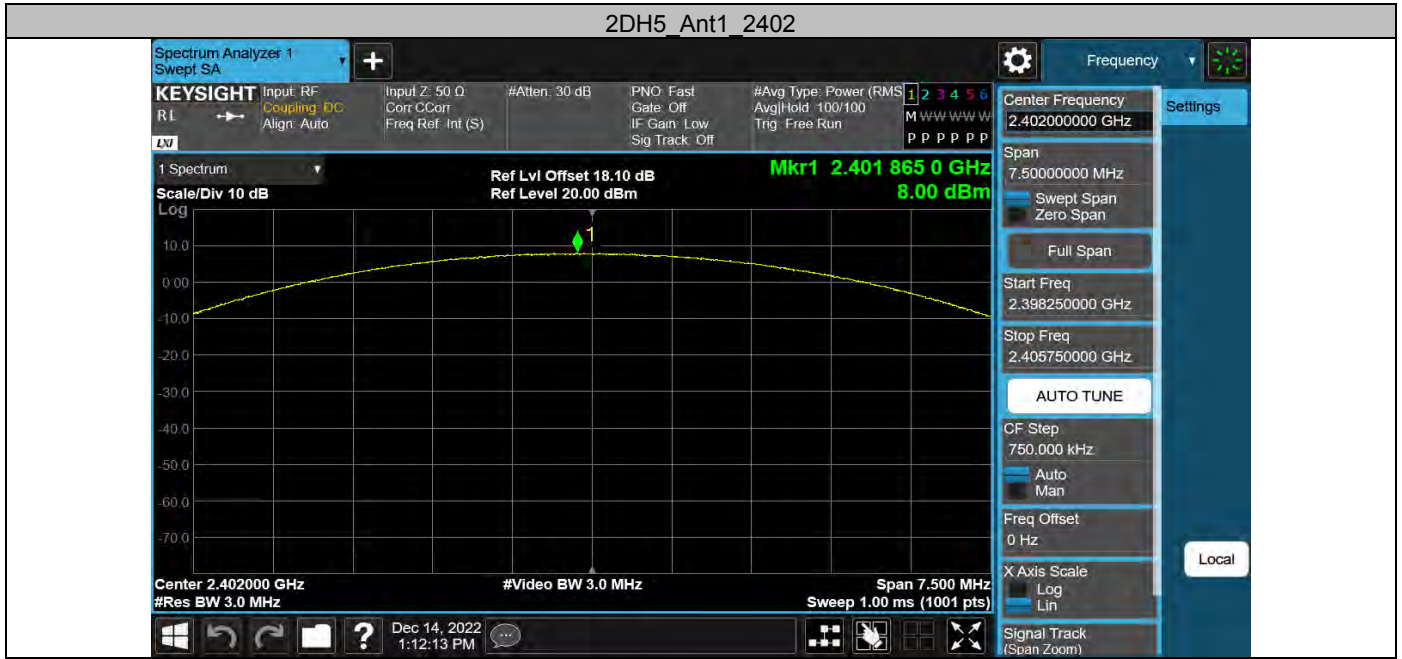 2DH5_Ant1_2402
Spectrum Analyzer 1
Swept SA
+
Frequency
KEYSIGHT
RL
LXI
Input: RF
Coupling: DC
Align: Auto
Input Z: 50 Ω
Corr CCorr
Freq Ref: Int (S)
#Atten: 30 dB
PNO: Fast
Gate: Off
IF Gain: Low
Sig Track: Off
#Avg Type: Power (RMS
Avg|Hold: 100/100
Trig: Free Run
1 2 3 4 5 6
M W W W W W
P P P P P P
1 Spectrum
Scale/Div 10 dB
Log
Ref Lvl Offset 18.10 dB
Ref Level 20.00 dBm
Mkr1 2.401 865 0 GHz
8.00 dBm
1
10.0
0.00
-10.0
-20.0
-30.0
-40.0
-50.0
-60.0
-70.0
Center 2.402000 GHz
#Res BW 3.0 MHz
#Video BW 3.0 MHz
Span 7.500 MHz
Sweep 1.00 ms (1001 pts)
Center Frequency
2.402000000 GHz
Settings
Span
7.50000000 MHz
Swept Span
Zero Span
Full Span
Start Freq
2.398250000 GHz
Stop Freq
2.405750000 GHz
AUTO TUNE
CF Step
750.000 kHz
Auto
Man
Freq Offset
0 Hz
X Axis Scale
Log
Lin
Signal Track
(Span Zoom)
Local
?
Dec 14, 2022
1:12:13 PM